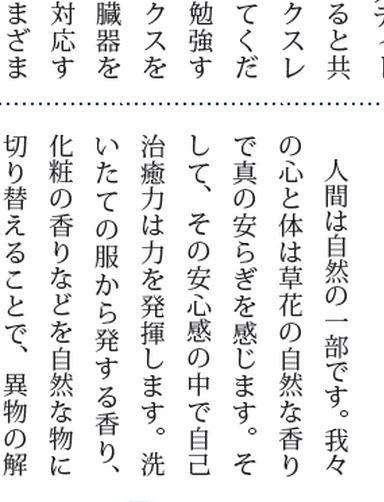 ると共
クスレ
てくだ
勉強す
クスを
臓器を
対応す
まざま
人間は自然の一部です。我々
の心と体は草花の自然な香り
で真の安らぎを感じます。そ
して、その安心感の中で自己
治癒力は力を発揮します。洗
いたての服から発する香り、
化粧の香りなどを自然な物に
切り替えることで、異物の解